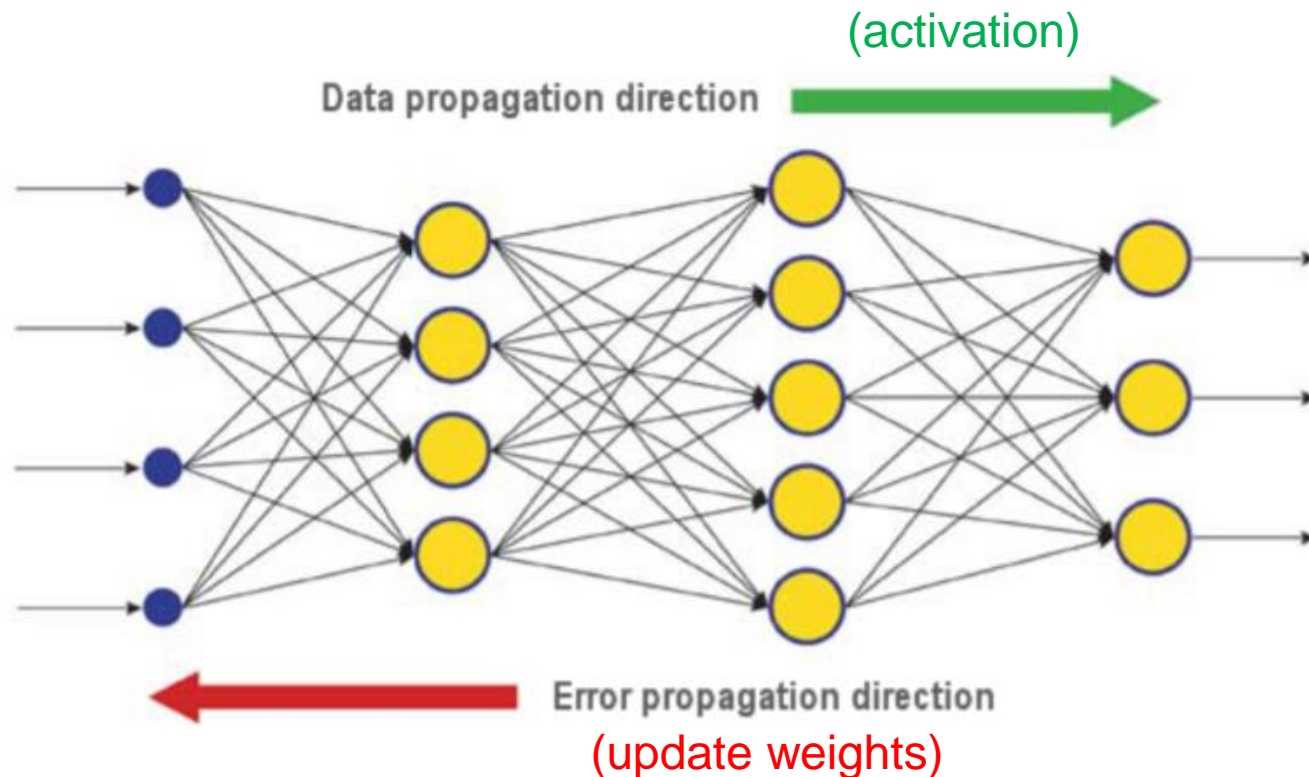 (activation)
Data propagation direction
Error propagation direction
(update weights)